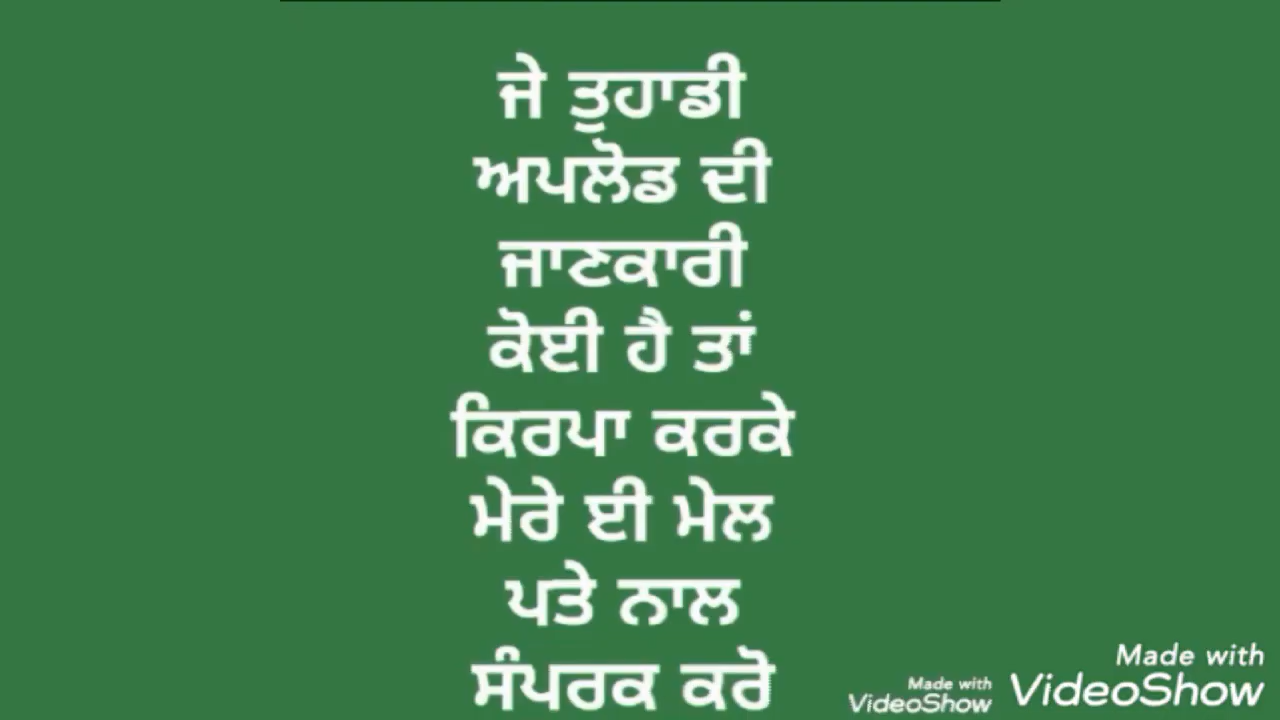 ਜੇ ਤੁਹਾਡੀ
ਅਪਲੋਡ ਦੀ
ਜਾਣਕਾਰੀ
ਕੋਈ ਹੈ ਤਾਂ
ਕਿਰਪਾ ਕਰਕੇ
ਮੇਰੇ ਈ ਮੇਲ
ਪਤੇ ਨਾਲ
ਸੰਪਰਕ ਕਰੋ
Made with
VideoShow
Made with
VideoShow